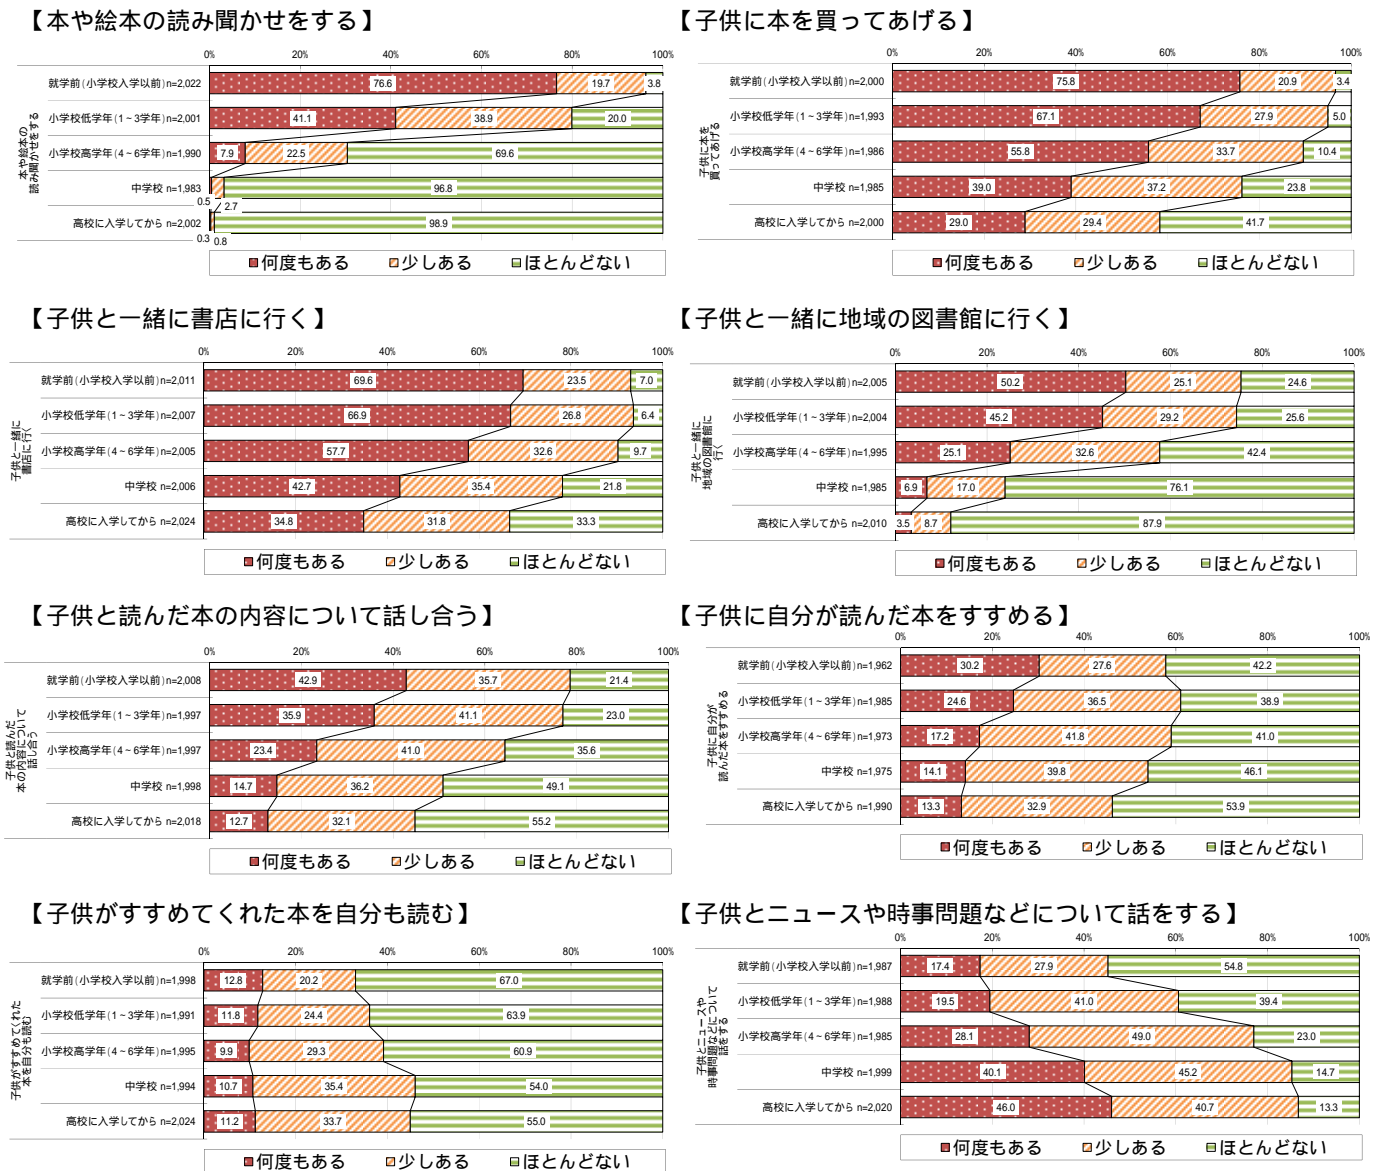 【本や絵本の読み聞かせをする】
0% 20% 40% 60% 80% 100%
本や絵本の
読み聞かせをする
就学前(小学校入学以前)n=2,022 76.6 19.7 3.8
小学校低学年(1~3学年)n=2,001 41.1 38.9 20.0
小学校高学年(4~6学年)n=1,990 7.9 22.5 69.6
中学校 n=1,983 0.5 2.7 96.8
高校に入学してから n=2,002 0.3 0.8 98.9
何度もある 少しある ほとんどない
【子供に本を買ってあげる】
0% 20% 40% 60% 80% 100%
子供に本を
買ってあげる
就学前(小学校入学以前)n=2,000 75.8 20.9 3.4
小学校低学年(1~3学年)n=1,993 67.1 27.9 5.0
小学校高学年(4~6学年)n=1,986 55.8 33.7 10.4
中学校 n=1,985 39.0 37.2 23.8
高校に入学してから n=2,000 29.0 29.4 41.7
何度もある 少しある ほとんどない
【子供と一緒に書店に行く】
0% 20% 40% 60% 80% 100%
子供と一緒に
書店に行く
就学前(小学校入学以前)n=2,011 69.6 23.5 7.0
小学校低学年(1~3学年)n=2,007 66.9 26.8 6.4
小学校高学年(4~6学年)n=2,005 57.7 32.6 9.7
中学校 n=2,006 42.7 35.4 21.8
高校に入学してから n=2,024 34.8 31.8 33.3
何度もある 少しある ほとんどない
【子供と一緒に地域の図書館に行く】
0% 20% 40% 60% 80% 100%
子供と一緒に
地域の図書館に
行く
就学前(小学校入学以前)n=2,005 50.2 25.1 24.6
小学校低学年(1~3学年)n=2,004 45.2 29.2 25.6
小学校高学年(4~6学年)n=1,995 25.1 32.6 42.4
中学校 n=1,985 6.9 17.0 76.1
高校に入学してから n=2,010 3.5 8.7 87.9
何度もある 少しある ほとんどない
【子供と読んだ本の内容について話し合う】
0% 20% 40% 60% 80% 100%
子供と読んだ
本の内容について
話し合う
就学前(小学校入学以前)n=2,008 42.9 35.7 21.4
小学校低学年(1~3学年)n=1,997 35.9 41.1 23.0
小学校高学年(4~6学年)n=1,997 23.4 41.0 35.6
中学校 n=1,998 14.7 36.2 49.1
高校に入学してから n=2,018 12.7 32.1 55.2
何度もある 少しある ほとんどない
【子供に自分が読んだ本をすすめる】
0% 20% 40% 60% 80% 100%
子供に自分が
読んだ本をすすめる
就学前(小学校入学以前)n=1,962 30.2 27.6 42.2
小学校低学年(1~3学年)n=1,985 24.6 36.5 38.9
小学校高学年(4~6学年)n=1,973 17.2 41.8 41.0
中学校 n=1,975 14.1 39.8 46.1
高校に入学してから n=1,990 13.3 32.9 53.9
何度もある 少しある ほとんどない
【子供がすすめてくれた本を自分も読む】
0% 20% 40% 60% 80% 100%
子供がすすめてくれた
本を自分も読む
就学前(小学校入学以前)n=1,998 12.8 20.2 67.0
小学校低学年(1~3学年)n=1,991 11.8 24.4 63.9
小学校高学年(4~6学年)n=1,995 9.9 29.3 60.9
中学校 n=1,994 10.7 35.4 54.0
高校に入学してから n=2,024 11.2 33.7 55.0
何度もある 少しある ほとんどない
【子供とニュースや時事問題などについて話をする】
0% 20% 40% 60% 80% 100%
子供とニュースや
時事問題などについて
話をする
就学前(小学校入学以前)n=1,987 17.4 27.9 54.8
小学校低学年(1~3学年)n=1,988 19.5 41.0 39.4
小学校高学年(4~6学年)n=1,985 28.1 49.0 23.0
中学校 n=1,999 40.1 45.2 14.7
高校に入学してから n=2,020 46.0 40.7 13.3
何度もある 少しある ほとんどない